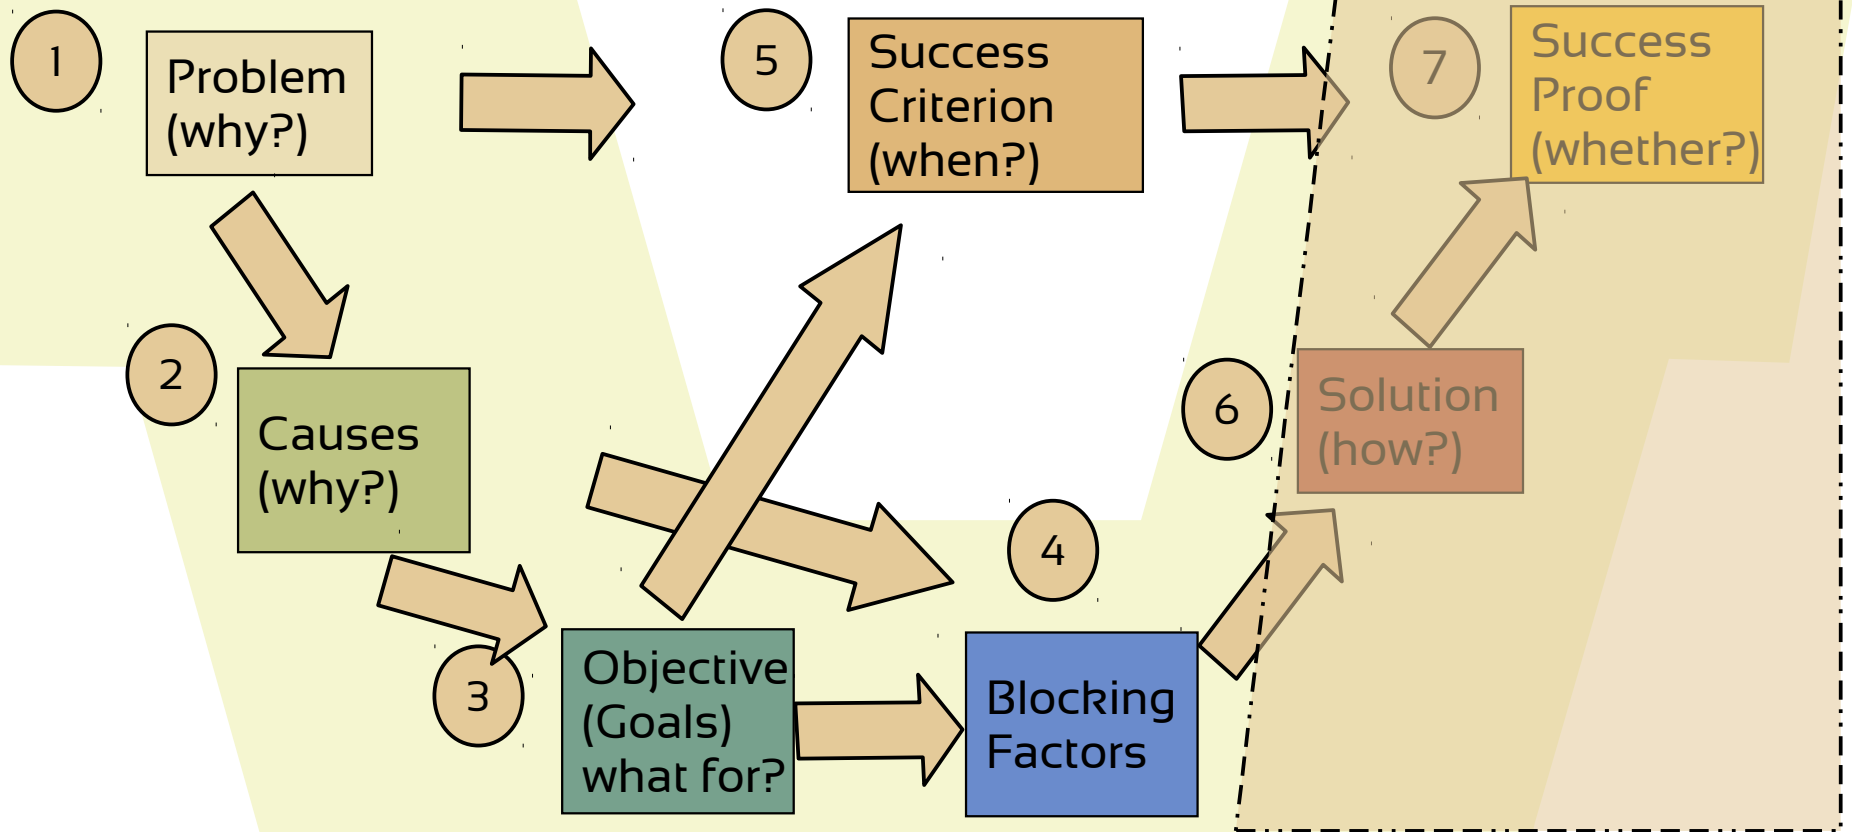 1
Problem
(why?)
5
Success
Criterion
(when?)
7
Success
Proof
(whether?)
2
Causes
(why?)
6
Solution
(how?)
4
3
Objective
(Goals)
what for?
Blocking
Factors